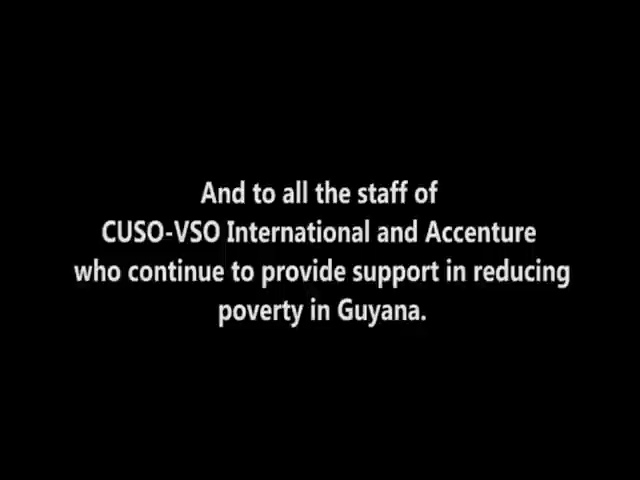 And to all the staff of
CUSO-VSO International and Accenture
who continue to provide support in reducing
poverty in Guyana.